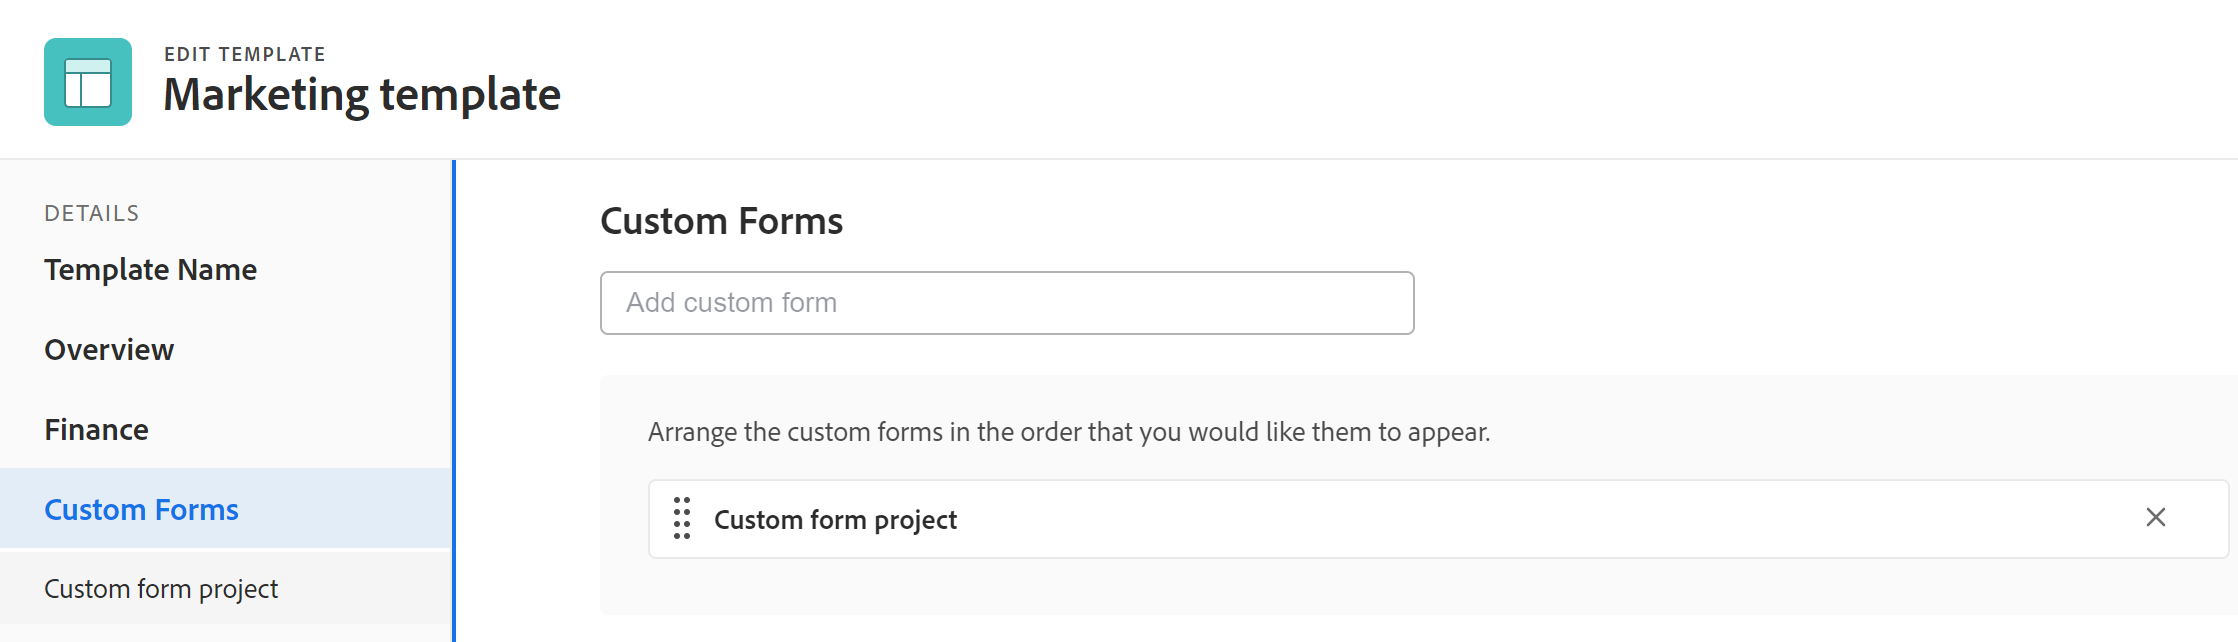 EDIT TEMPLATE
Marketing template
DETAILS
Template Name
Overview
Finance
Custom Forms
Custom form project
Custom Forms
Add custom form
Arrange the custom forms in the order that you would like them to appear.
Custom form project